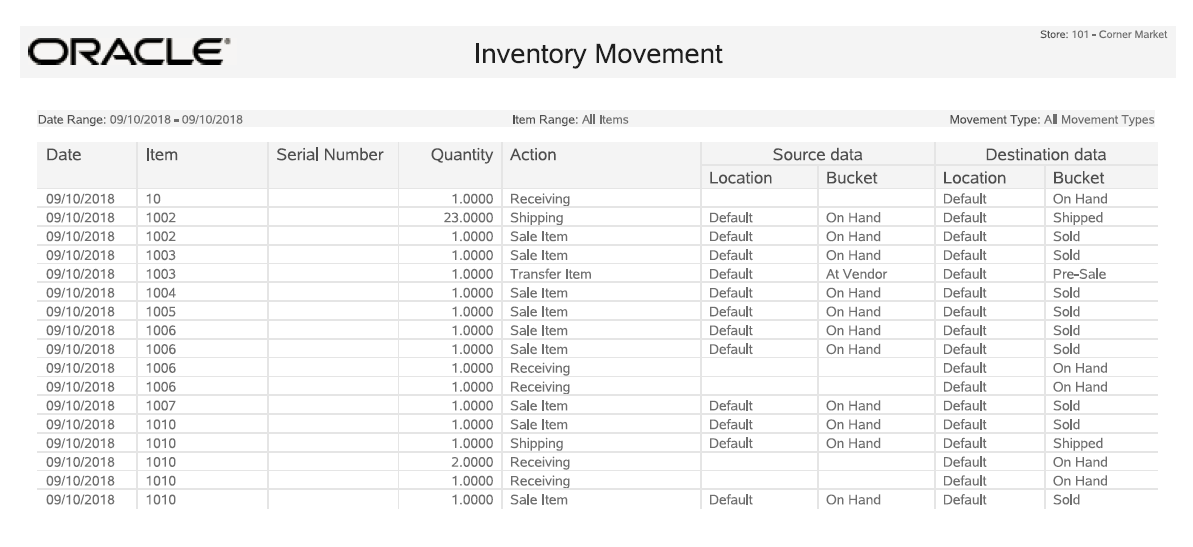 Store: 101 - Corner Market
ORACLE
Inventory Movement
Date Range: 09/10/2018 - 09/10/2018 Item Range: All Items Movement Type: All Movement Types
Date Item Serial Number Quantity Action Source data Destination data
Location Bucket Location Bucket
09/10/2018 10 1.0000 Receiving Default On Hand
09/10/2018 1002 23.0000 Shipping Default On Hand Default Shipped
09/10/2018 1002 1.0000 Sale Item Default On Hand Default Sold
09/10/2018 1003 1.0000 Sale Item Default On Hand Default Sold
09/10/2018 1003 1.0000 Transfer Item Default At Vendor Default Pre-Sale
09/10/2018 1004 1.0000 Sale Item Default On Hand Default Sold
09/10/2018 1005 1.0000 Sale Item Default On Hand Default Sold
09/10/2018 1006 1.0000 Sale Item Default On Hand Default Sold
09/10/2018 1006 1.0000 Sale Item Default On Hand Default Sold
09/10/2018 1006 1.0000 Receiving Default On Hand
09/10/2018 1006 1.0000 Receiving Default On Hand
09/10/2018 1007 1.0000 Sale Item Default On Hand Default Sold
09/10/2018 1010 1.0000 Sale Item Default On Hand Default Sold
09/10/2018 1010 1.0000 Shipping Default On Hand Default Shipped
09/10/2018 1010 2.0000 Receiving Default On Hand
09/10/2018 1010 1.0000 Receiving Default On Hand
09/10/2018 1010 1.0000 Sale Item Default On Hand Default Sold